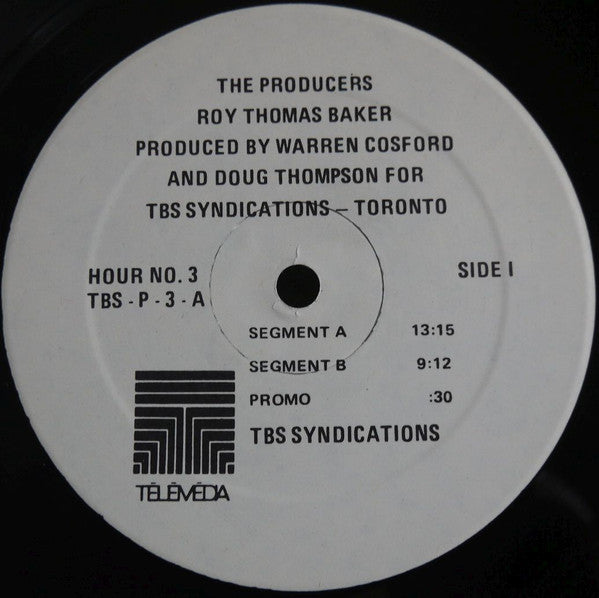 THE PRODUCERS
ROY THOMAS BAKER
PRODUCED BY WARREN COSFORD
AND DOUG THOMPSON FOR
TBS SYNDICATIONS – TORONTO
HOUR NO. 3 SIDE I
TBS - P - 3 - A
SEGMENT A 13:15
SEGMENT B 9:12
PROMO :30
TBS SYNDICATIONS
TÉLÉMÉDIA